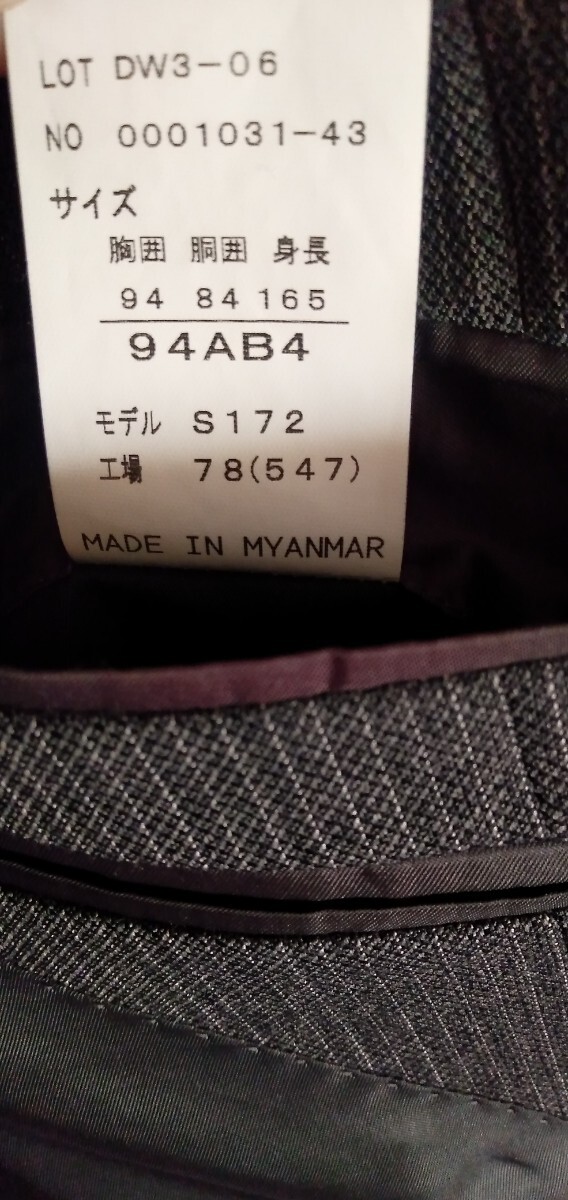 LOT DW3-06
NO 0001031-43
サイズ
胸囲 胴囲 身長
94 84 165
94AB4
モデル S172
工場 78(547)
MADE IN MYANMAR